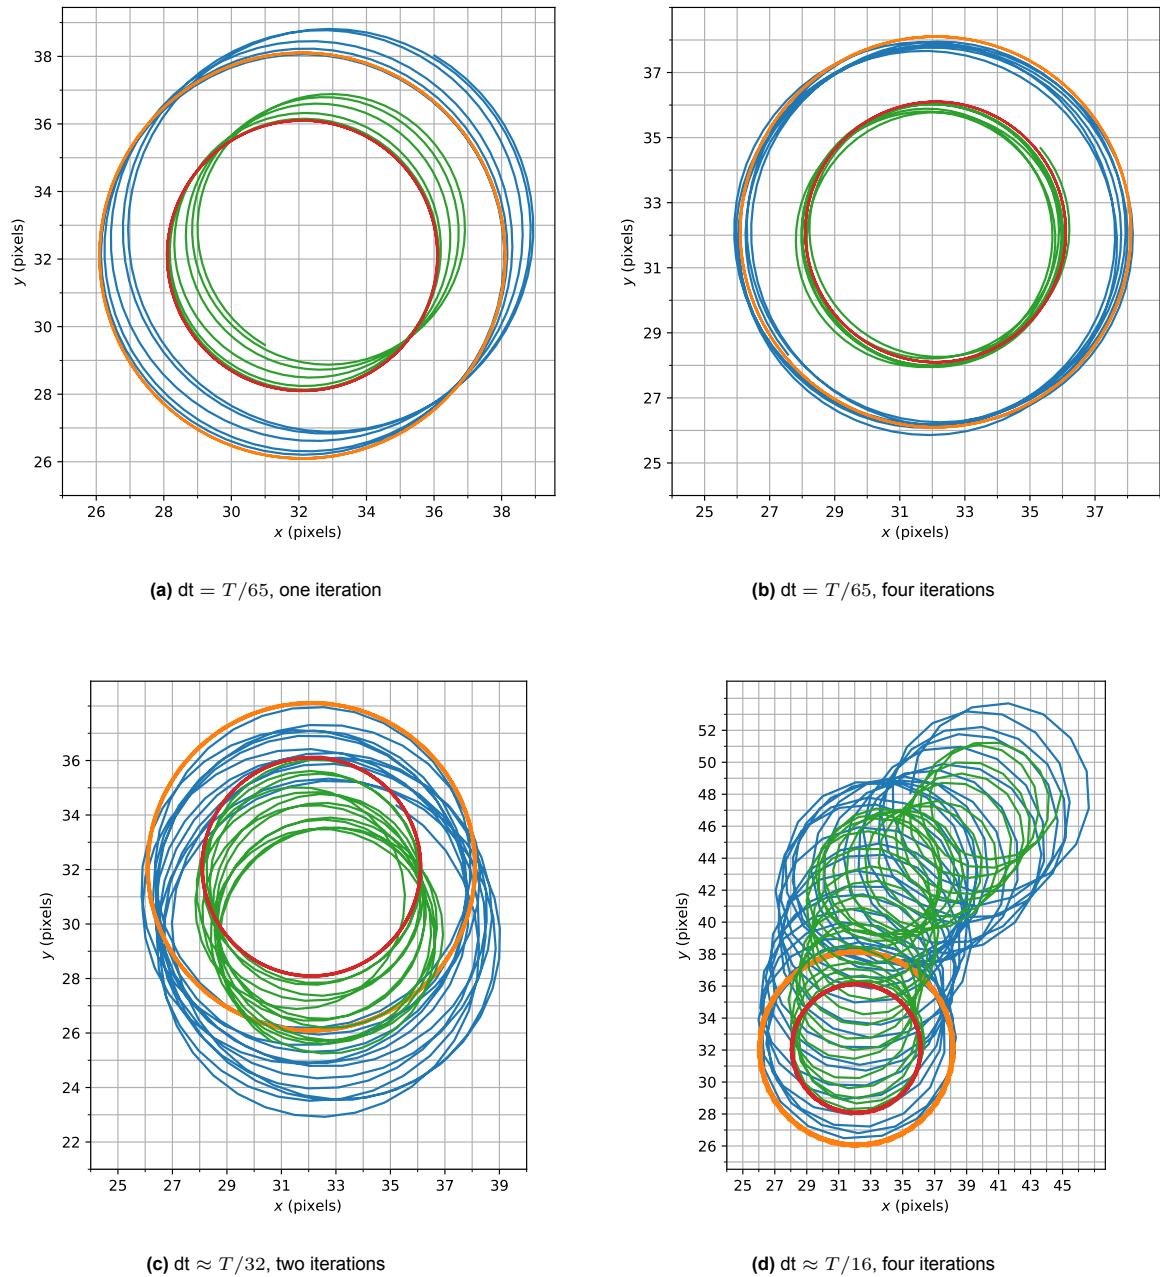 38
36
34
32
30
28
26
y (pixels)
26 28 30 32 34 36 38
x (pixels)
(a) dt = T/65, one iteration
37
35
33
31
29
27
25
y (pixels)
25 27 29 31 33 35 37
x (pixels)
(b) dt = T/65, four iterations
36
34
32
30
28
26
24
22
y (pixels)
25 27 29 31 33 35 37 39
x (pixels)
(c) dt ≈ T/32, two iterations
52
50
48
46
44
42
40
38
36
34
32
30
28
26
y (pixels)
25 27 29 31 33 35 37 39 41 43 45
x (pixels)
(d) dt ≈ T/16, four iterations